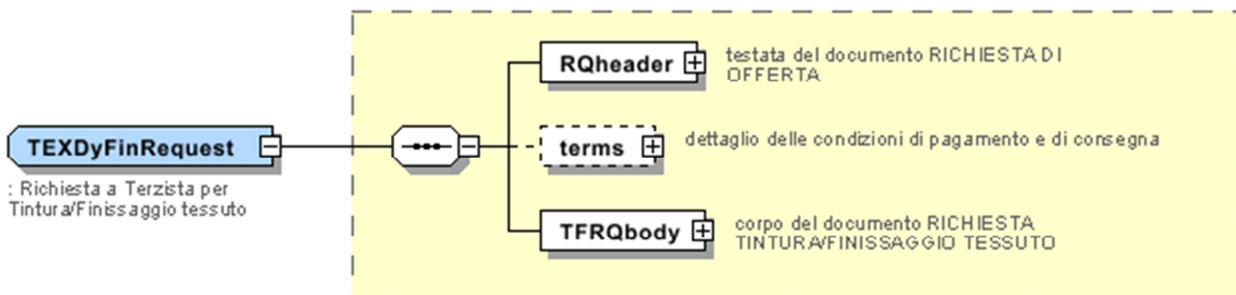 TEXDyFinRequest
: Richiesta a Terzista per
Tintura/Finissaggio tessuto
RQheader
testata del documento RICHIESTA DI
OFFERTA
terms
dettaglio delle condizioni di pagamento e di consegna
TFRQbody
corpo del documento RICHIESTA
TINTURA/FINISSAGGIO TESSUTO